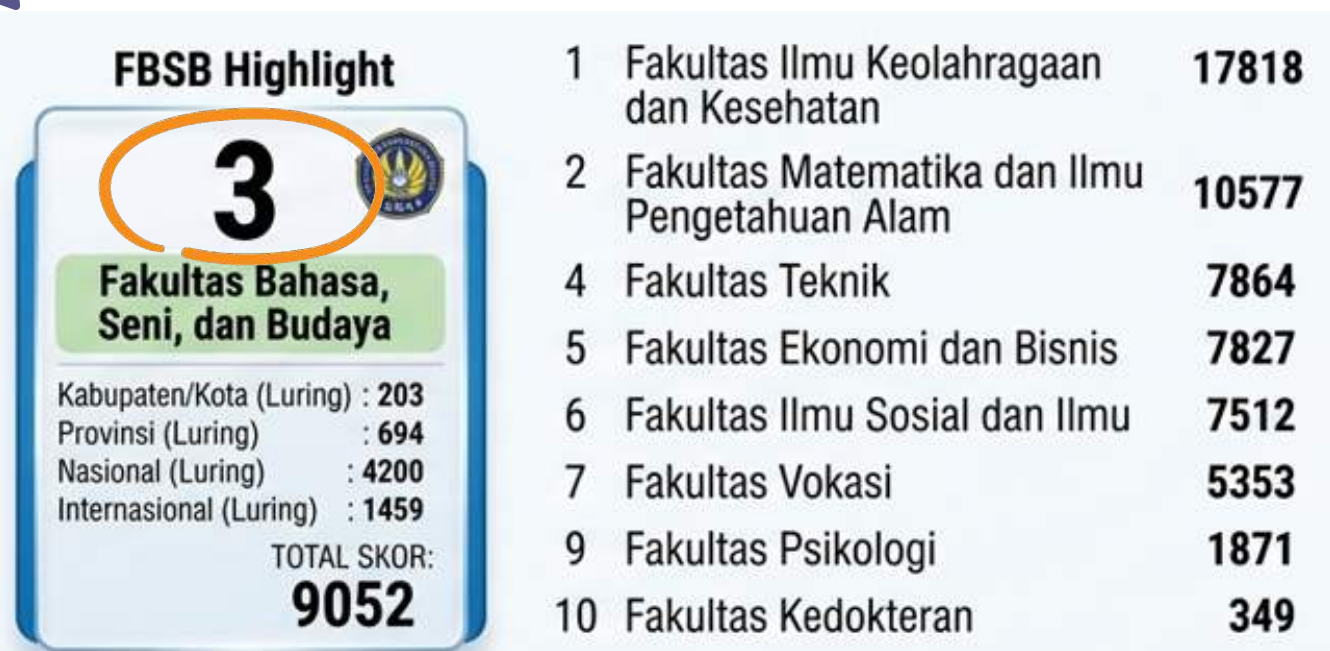 FBSB Highlight
3
Fakultas Bahasa,
Seni, dan Budaya
Kabupaten/Kota (Luring) : 203
Provinsi (Luring) : 694
Nasional (Luring) : 4200
Internasional (Luring) : 1459
TOTAL SKOR:
9052
1 Fakultas Ilmu Keolahragaan
dan Kesehatan 17818
2 Fakultas Matematika dan Ilmu
Pengetahuan Alam 10577
4 Fakultas Teknik 7864
5 Fakultas Ekonomi dan Bisnis 7827
6 Fakultas Ilmu Sosial dan Ilmu 7512
7 Fakultas Vokasi 5353
9 Fakultas Psikologi 1871
10 Fakultas Kedokteran 349